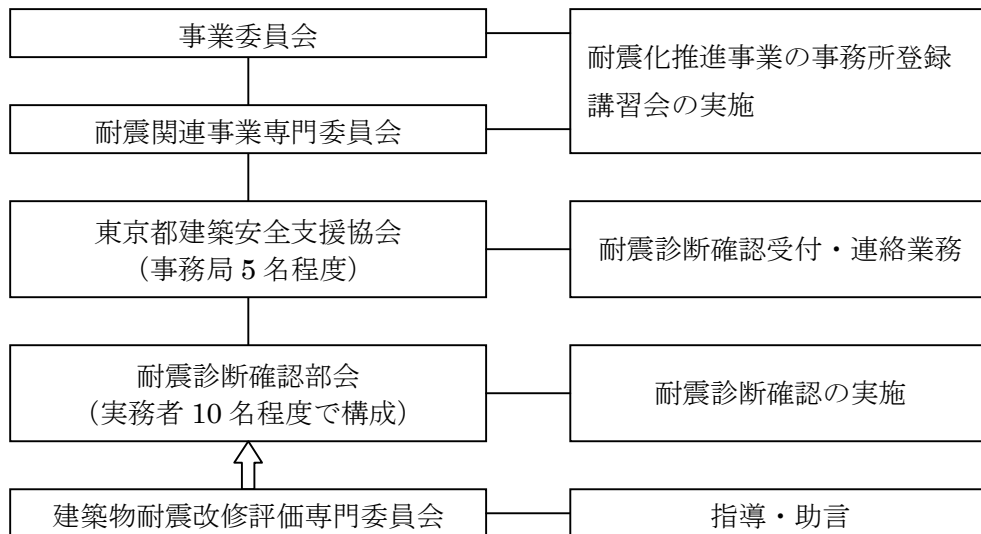 事業委員会
耐震化推進事業の事務所登録
講習会の実施
耐震関連事業専門委員会
東京都建築安全支援協会
（事務局 5 名程度）
耐震診断確認受付・連絡業務
耐震診断確認部会
（実務者 10 名程度で構成）
耐震診断確認の実施
建築物耐震改修評価専門委員会
指導・助言